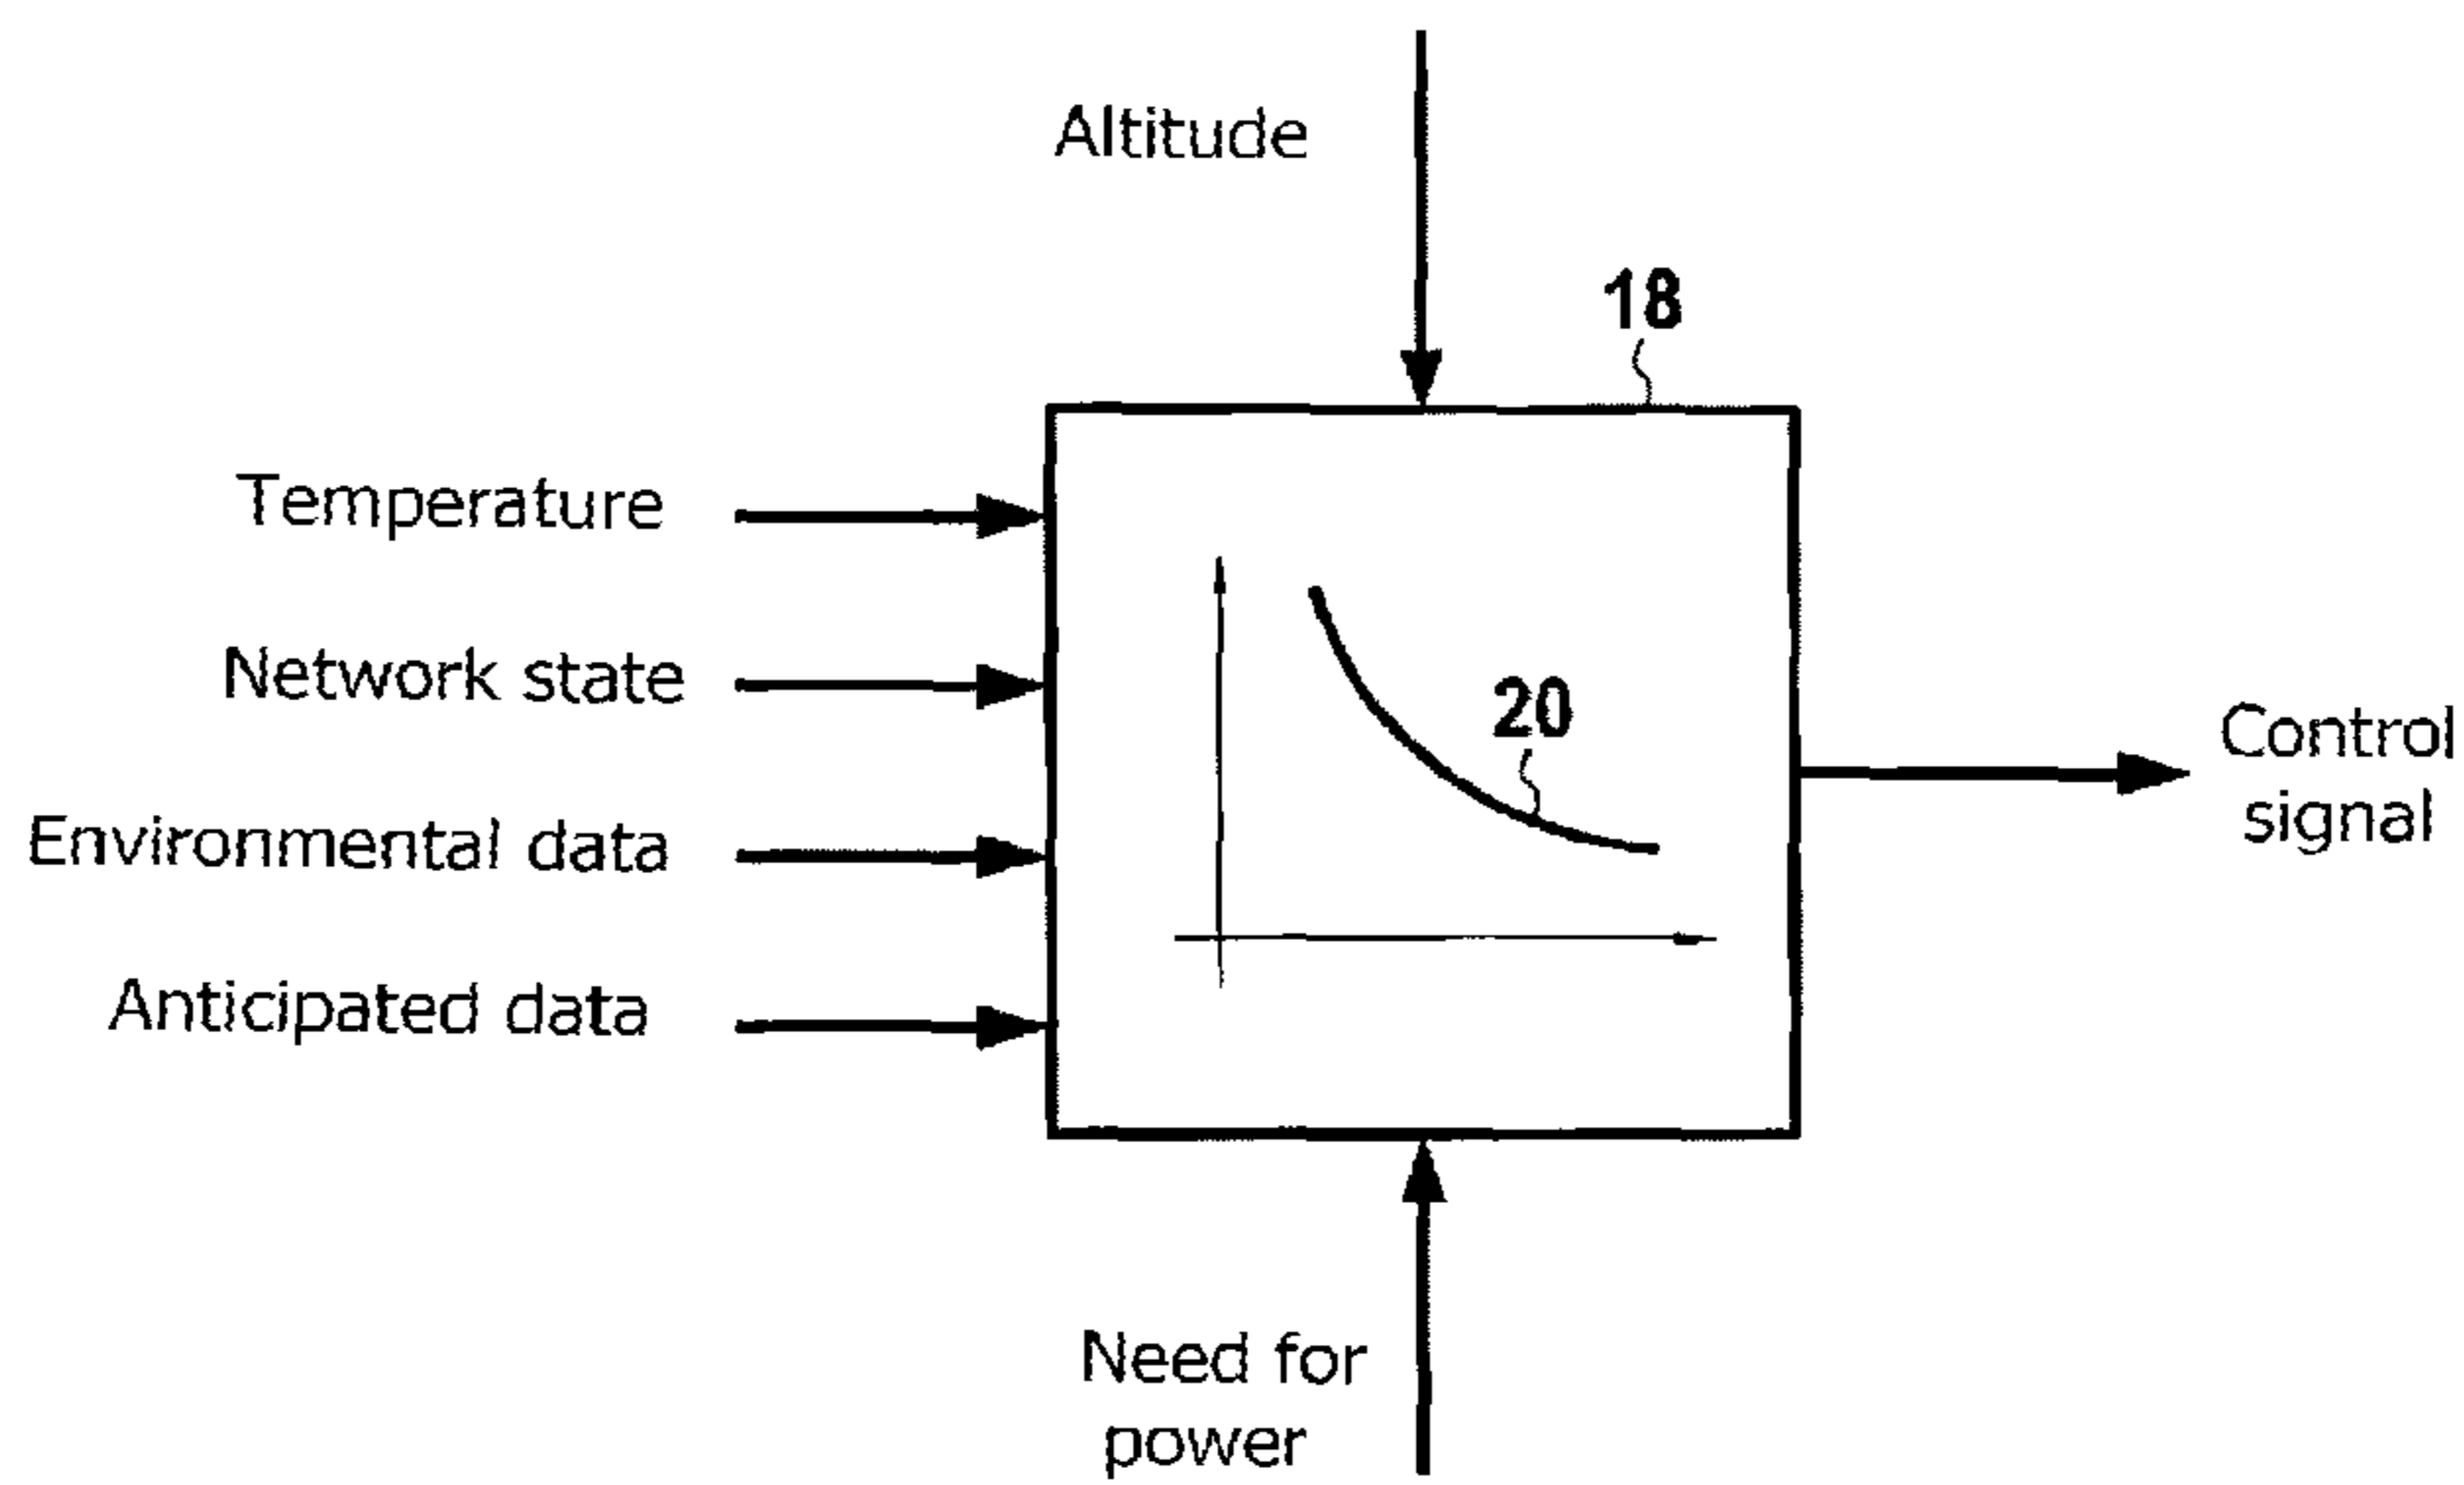 Altitude
18
Temperature
Network state
20
Control
signal
Environmental data
Anticipated data
Need for
power